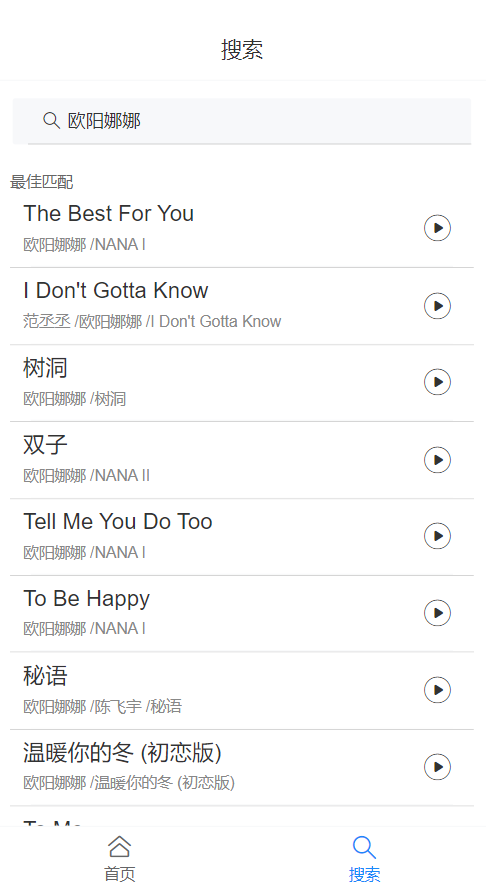 搜索
欧阳娜娜
最佳匹配
The Best For You
欧阳娜娜 /NANA I
I Don't Gotta Know
范丞丞 /欧阳娜娜 /I Don't Gotta Know
树洞
欧阳娜娜 /树洞
双子
欧阳娜娜 /NANA II
Tell Me You Do Too
欧阳娜娜 /NANA I
To Be Happy
欧阳娜娜 /NANA I
秘语
欧阳娜娜 /陈飞宇 /秘语
温暖你的冬 (初恋版)
欧阳娜娜 /温暖你的冬 (初恋版)
To Me
首页
搜索